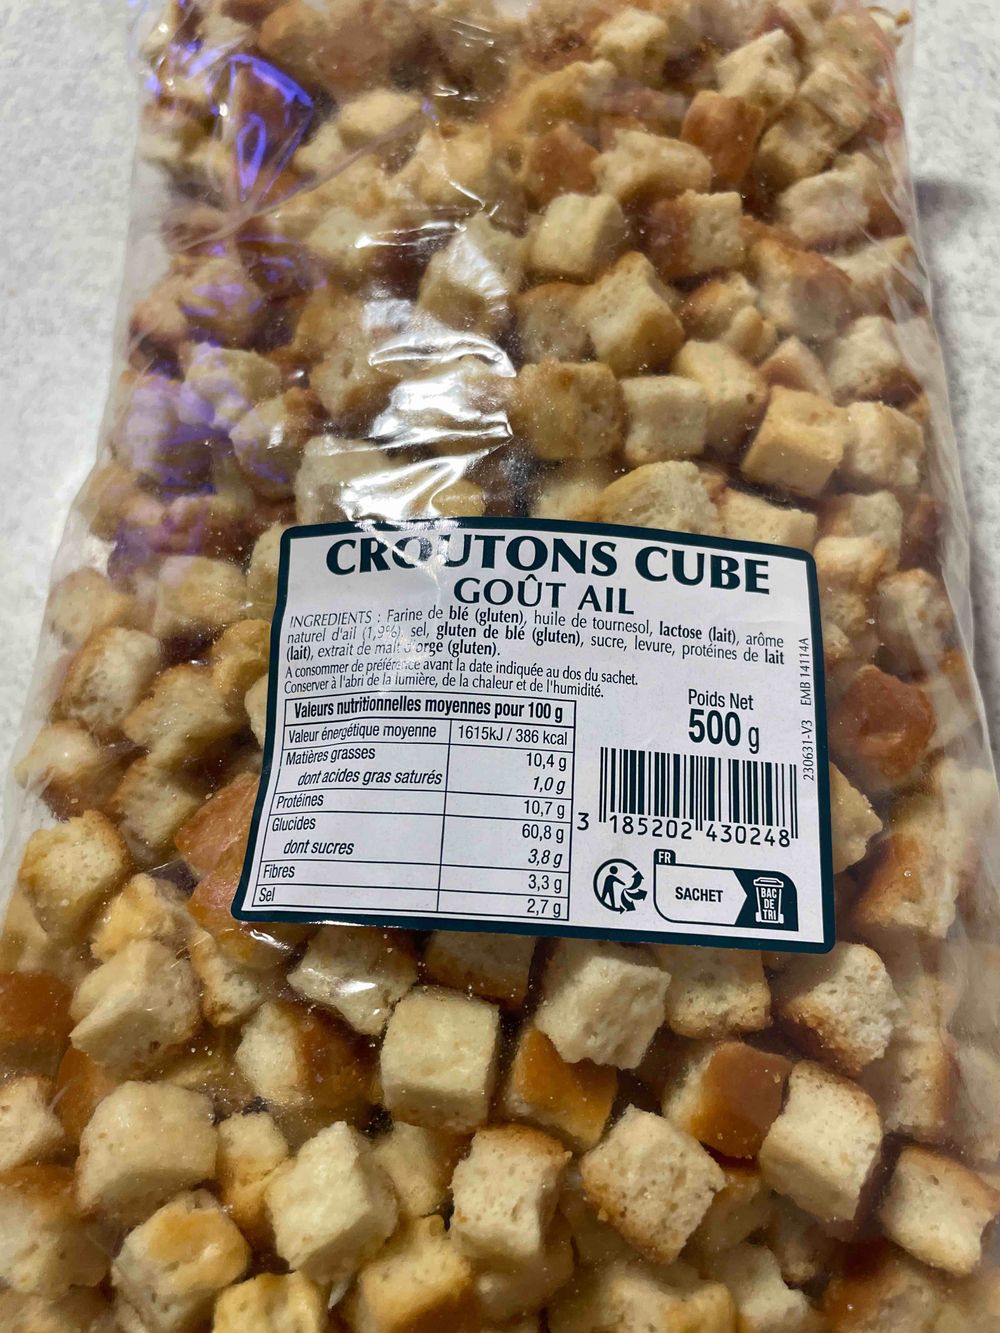 CROUTONS CUBE
GOÛT AIL
INGREDIENTS : Farine de blé (gluten), huile de tournesol, lactose (lait), arôme
naturel d'ail (1,9%), sel, gluten de blé (gluten), sucre, levure, protéines de lait
(lait), extrait de malt d'orge (gluten).
A consommer de préférence avant la date indiquée au dos du sachet.
Conserver à l'abri de la lumière, de la chaleur et de l'humidité.
Valeurs nutritionnelles moyennes pour 100 g
Valeur énergétique moyenne 1615kJ / 386 kcal
Matières grasses 10,4 g
dont acides gras saturés 1,0 g
Protéines 10,7 g
Glucides 60,8 g
dont sucres 3,8 g
Fibres 3,3 g
Sel 2,7 g
Poids Net
500 g
3 185202 430248
FR
SACHET
BAC
DE
TRI
230631-V3 EMB 14114A